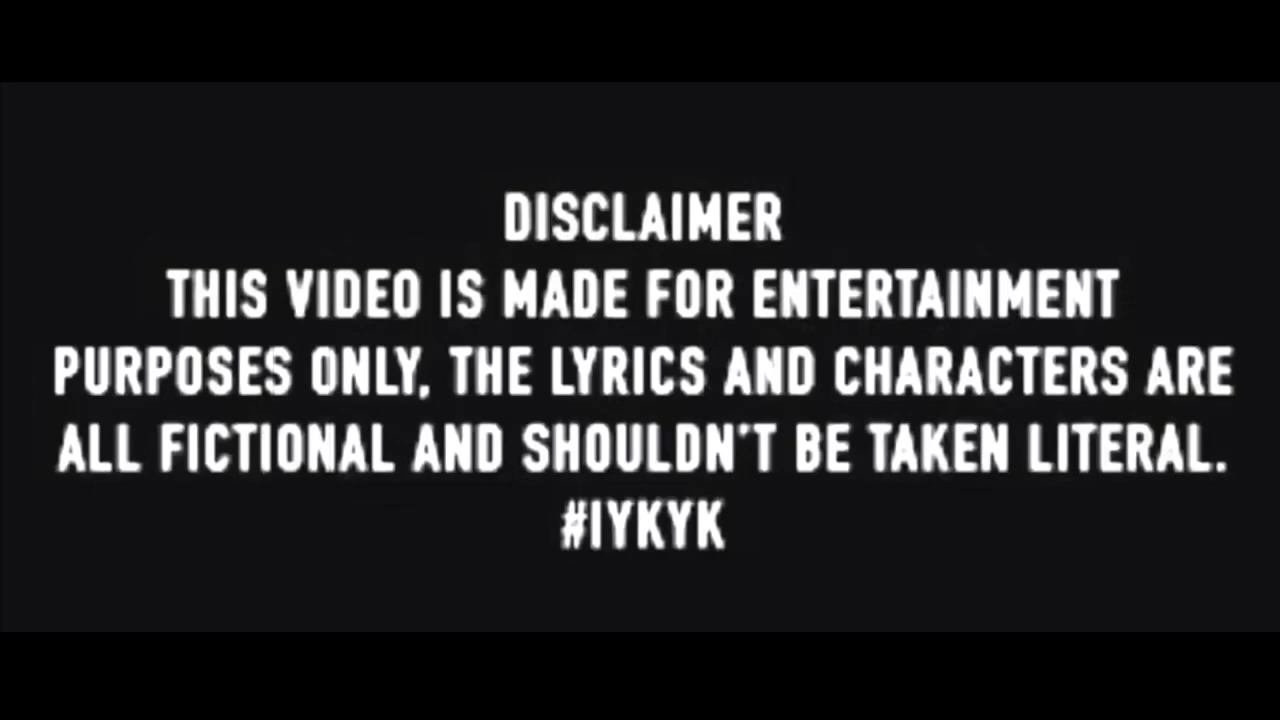 DISCLAIMER
THIS VIDEO IS MADE FOR ENTERTAINMENT
PURPOSES ONLY, THE LYRICS AND CHARACTERS ARE
ALL FICTIONAL AND SHOULDN'T BE TAKEN LITERAL.
#IYKYK